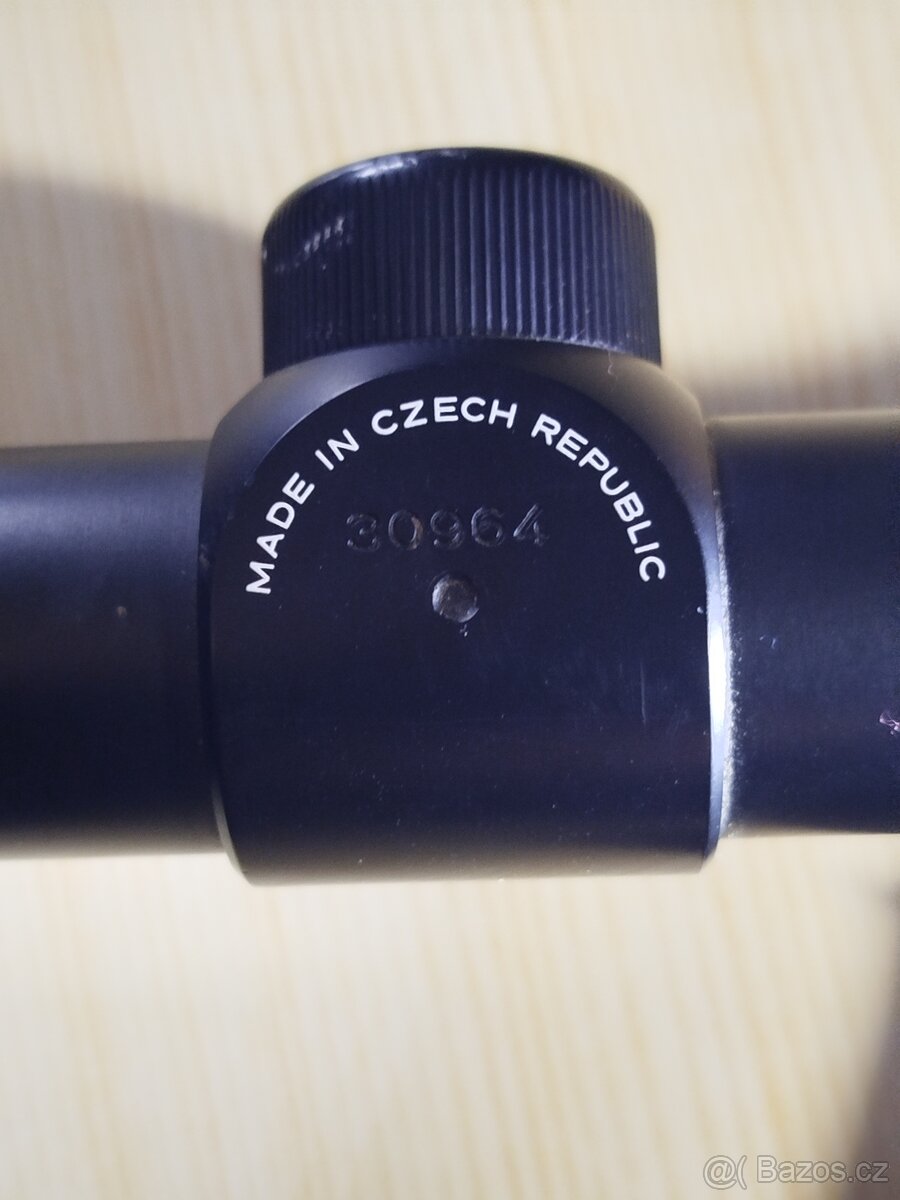 MADE IN CZECH REPUBLIC
30964
@( Bazos.cz